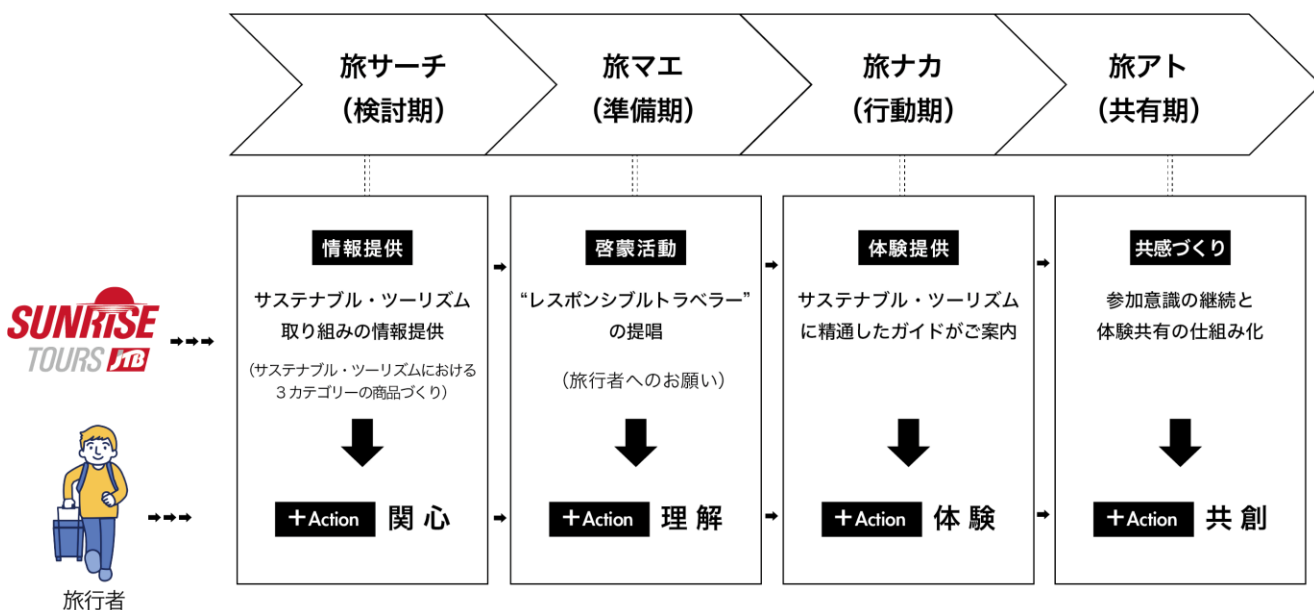 旅サーチ
（検討期）
旅マエ
（準備期）
旅ナカ
（行動期）
旅アト
（共有期）
SUNRISE
TOURS JTB
情報提供
サステナブル・ツーリズム
取り組みの情報提供
（サステナブル・ツーリズムにおける
３カテゴリーの商品づくり）
啓蒙活動
“レスポンシブルトラベラー”
の提唱
（旅行者へのお願い）
体験提供
サステナブル・ツーリズム
に精通したガイドがご案内
共感づくり
参加意識の継続と
体験共有の仕組み化
旅行者
＋Action 関心
＋Action 理解
＋Action 体験
＋Action 共創